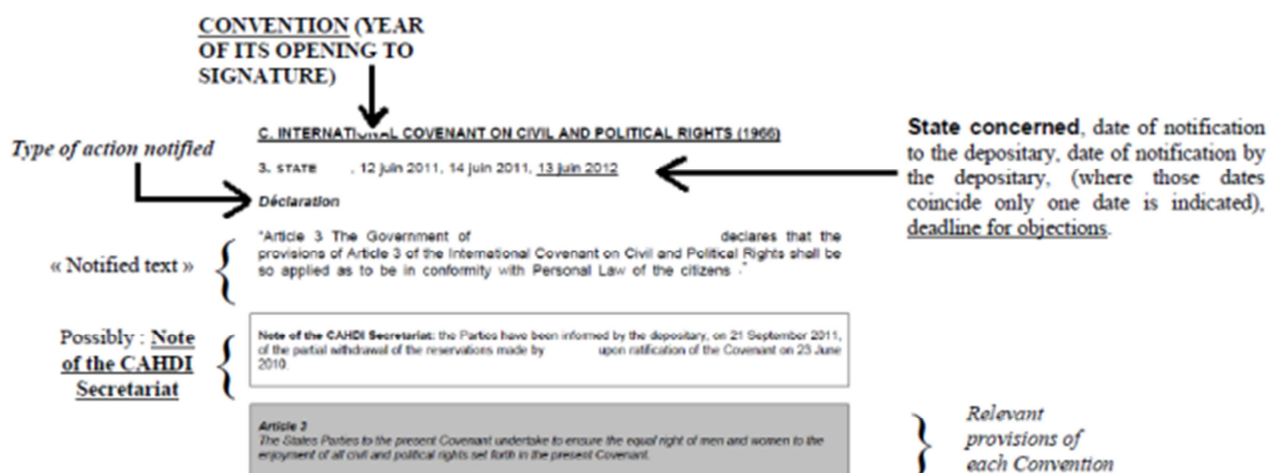 CONVENTION (YEAR
OF ITS OPENING TO
SIGNATURE)
C. INTERNATIONAL COVENANT ON CIVIL AND POLITICAL RIGHTS (1966)
Type of action notified
3. STATE , 12 juin 2011, 14 juin 2011, 13 juin 2012
State concerned, date of notification
to the depositary, date of notification by
the depositary, (where those dates
coincide only one date is indicated),
deadline for objections.
Déclaration
« Notified text »
"Article 3 The Government of declares that the
provisions of Article 3 of the International Covenant on Civil and Political Rights shall be
so applied as to be in conformity with Personal Law of the citizens ."
Possibly : Note
of the CAHDI
Secretariat
Note of the CAHDI Secretariat: the Parties have been informed by the depositary, on 21 September 2011,
of the partial withdrawal of the reservations made by upon ratification of the Covenant on 23 June
2010.
Article 3
The States Parties to the present Covenant undertake to ensure the equal right of men and women to the
enjoyment of all civil and political rights set forth in the present Covenant.
Relevant
provisions of
each Convention